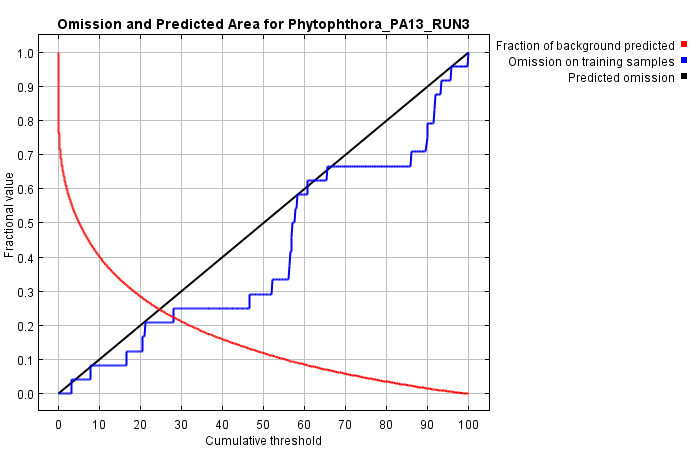 Omission and Predicted Area for Phytophthora_PA13_RUN3
Fraction of background predicted
Omission on training samples
Predicted omission
Fractional value
1.0
0.9
0.8
0.7
0.6
0.5
0.4
0.3
0.2
0.1
0.0
0 10 20 30 40 50 60 70 80 90 100
Cumulative threshold